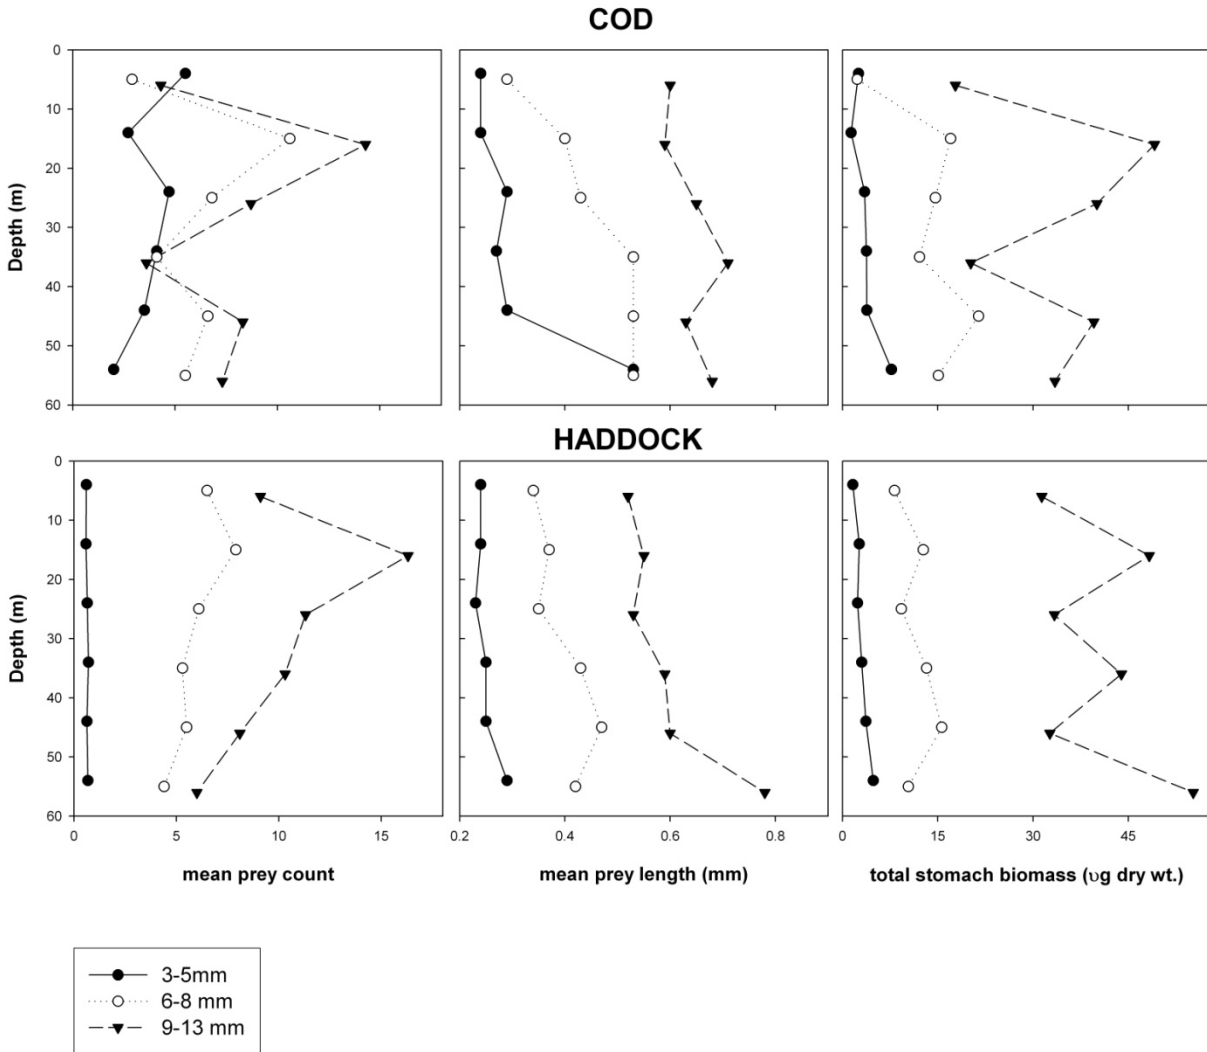 COD
0
10
20
30
40
50
60
Depth (m)
HADDOCK
0
10
20
30
40
50
60
Depth (m)
0 5 10 15
0.2 0.4 0.6 0.8
0 15 30 45
mean prey count
mean prey length (mm)
total stomach biomass (υg dry wt.)
3-5mm
6-8 mm
9-13 mm